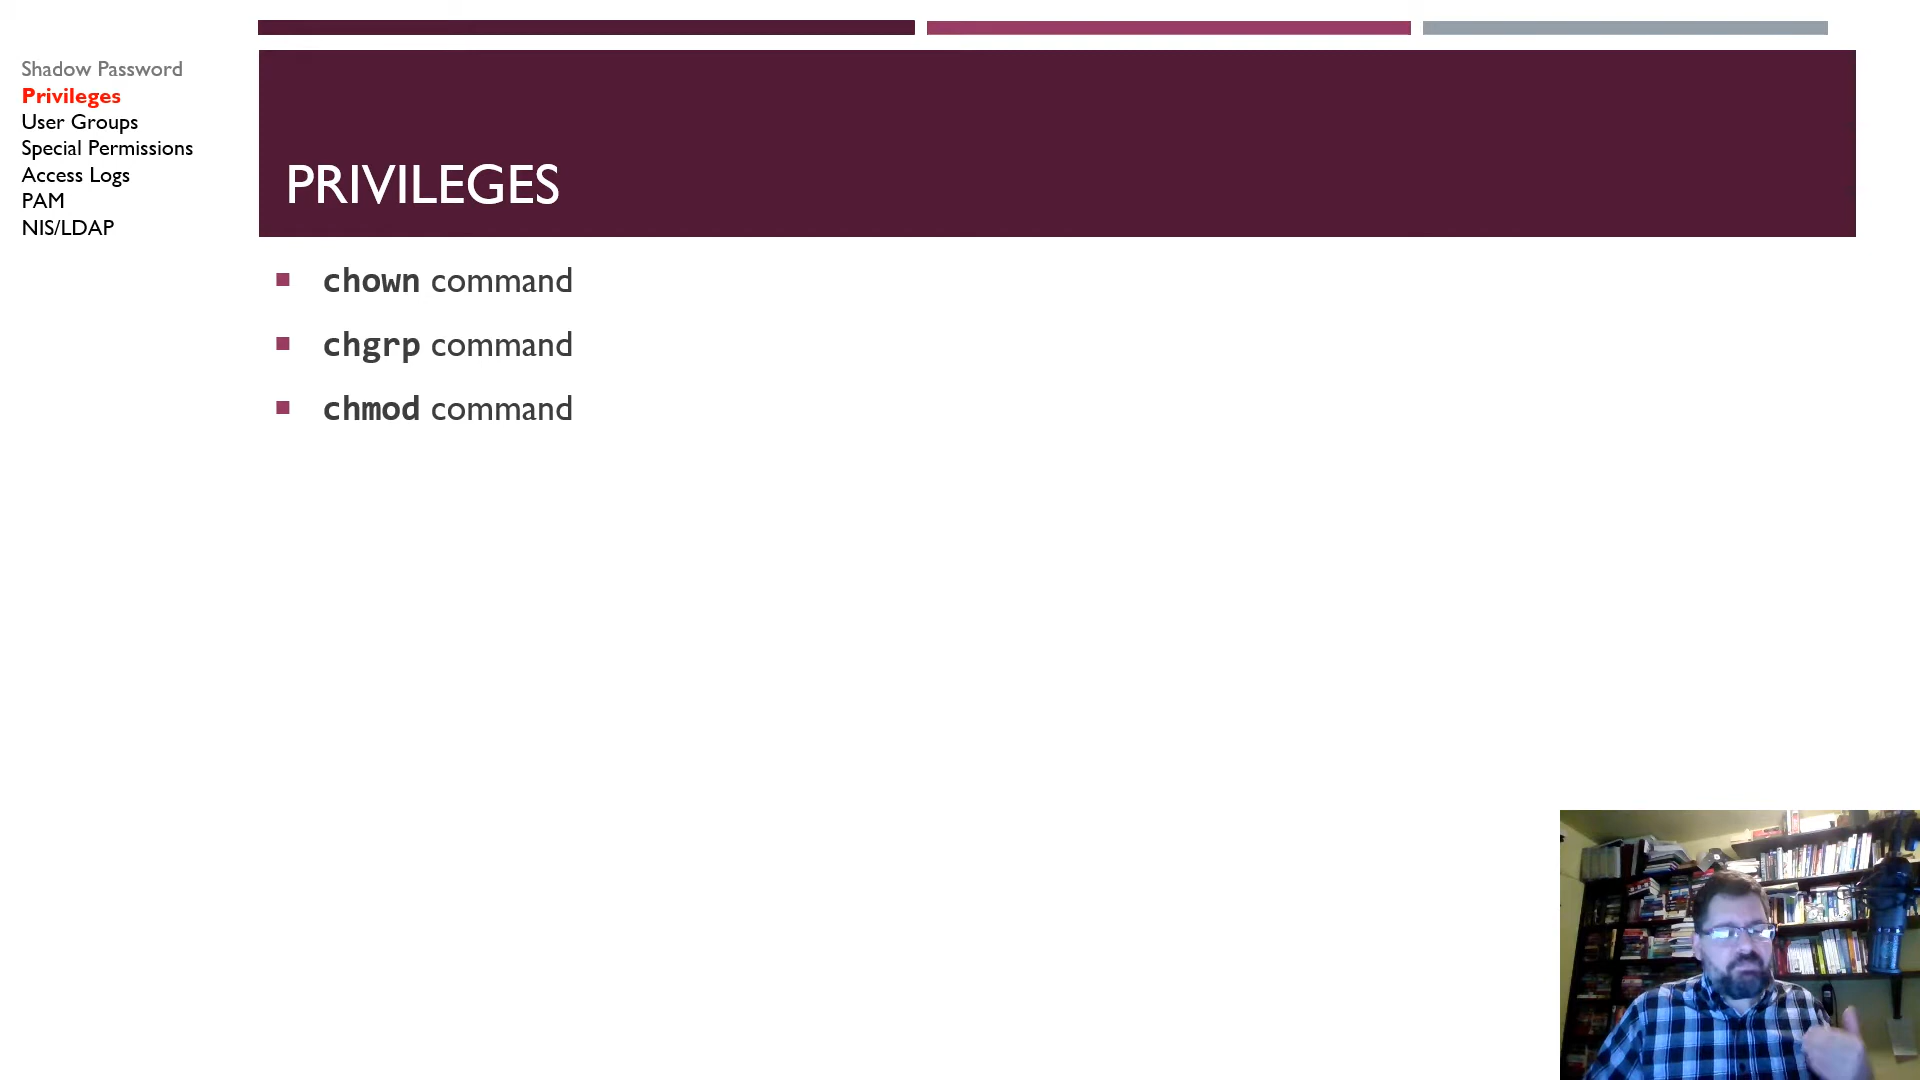 Shadow Password
Privileges
User Groups
Special Permissions
Access Logs
PAM
NIS/LDAP
PRIVILEGES
chown command
chgrp command
chmod command